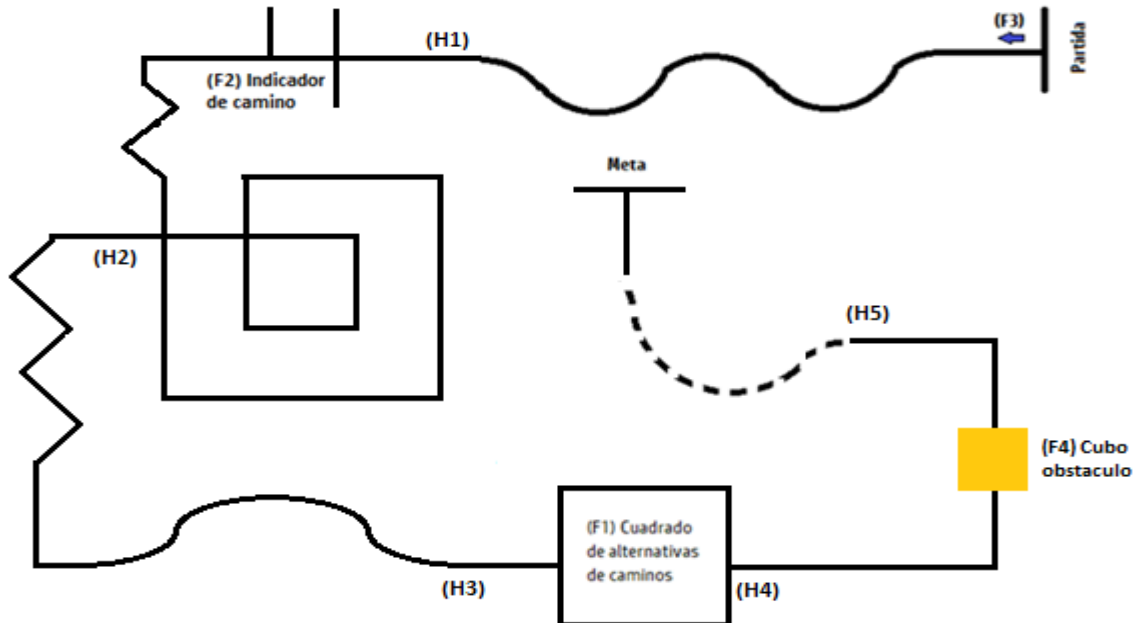 (H1)
(F3)
Partida
(F2) Indicador
de camino
Meta
(H2)
(H5)
(F4) Cubo
obstaculo
(F1) Cuadrado
de alternativas
de caminos
(H3)
(H4)